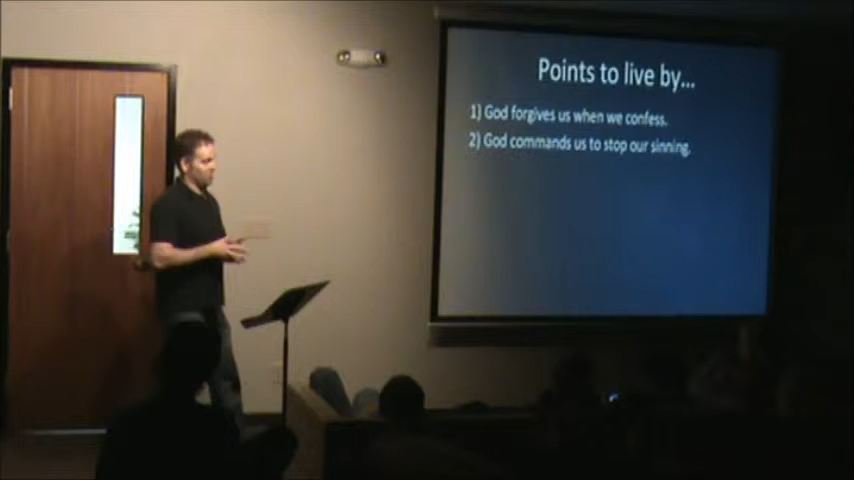 Points to live by...
1) God forgives us when we confess.
2) God commands us to stop our sinning.